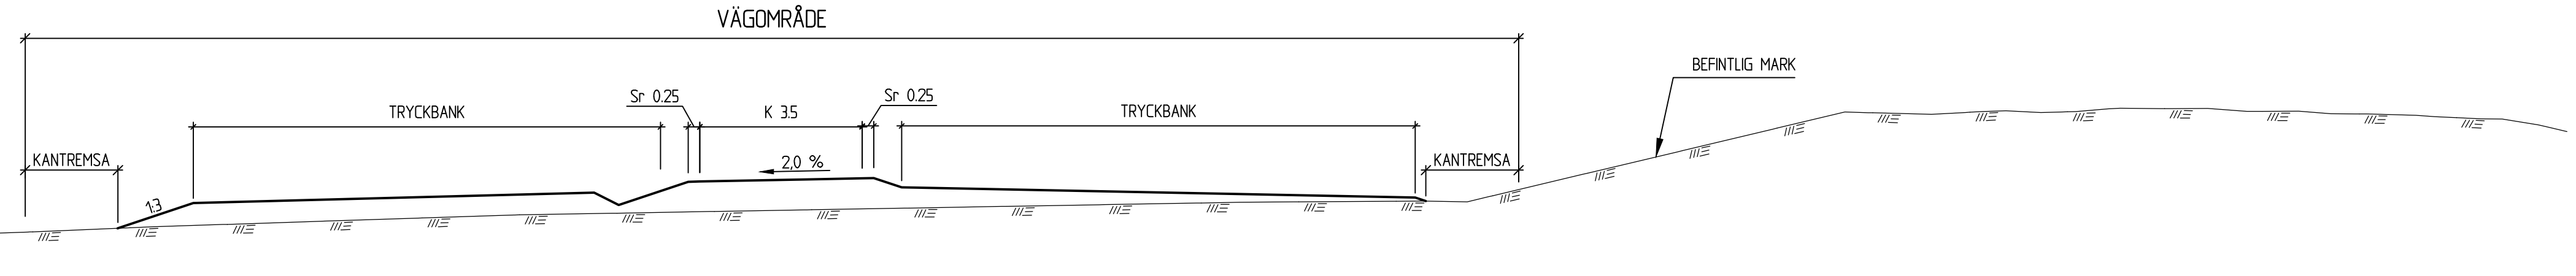 VÄGOMRÅDE
BEFINTLIG MARK
Sr 0.25
Sr 0.25
TRYCKBANK
K 3.5
TRYCKBANK
KANTREMSA
2,0 %
KANTREMSA
1:3